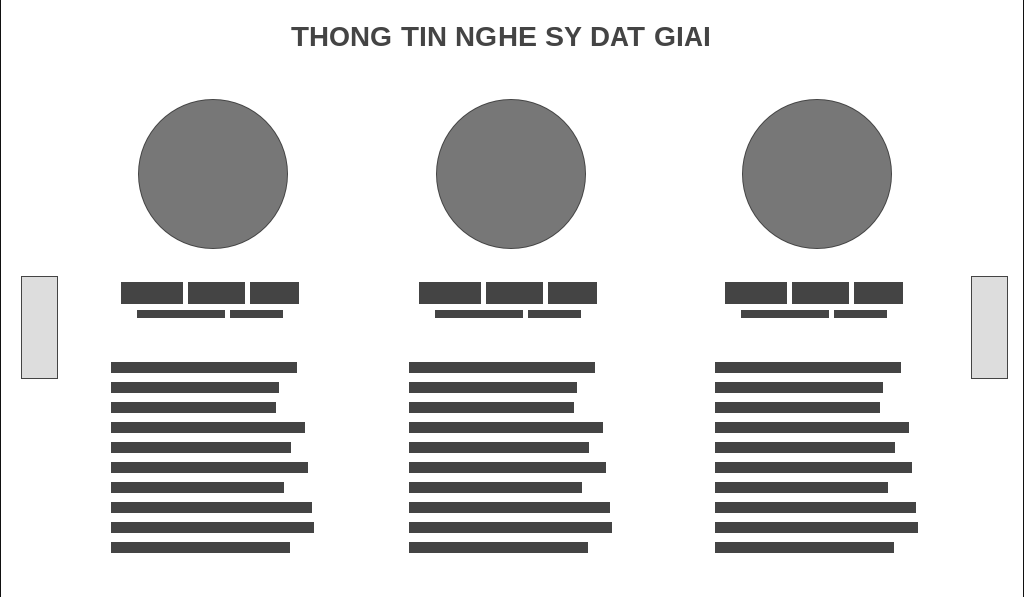 THONG TIN NGHE SY DAT GIAI